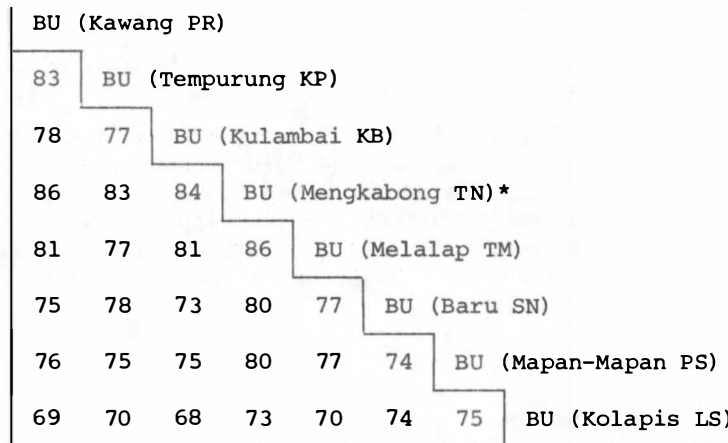 BU (Kawang PR)
83 BU (Tempurung KP)
78 77 BU (Kulambai KB)
86 83 84 BU (Mengkabong TN)*
81 77 81 86 BU (Melalap TM)
75 78 73 80 77 BU (Baru SN)
76 75 75 80 77 74 BU (Mapan-Mapan PS)
69 70 68 73 70 74 75 BU (Kolapis LS)